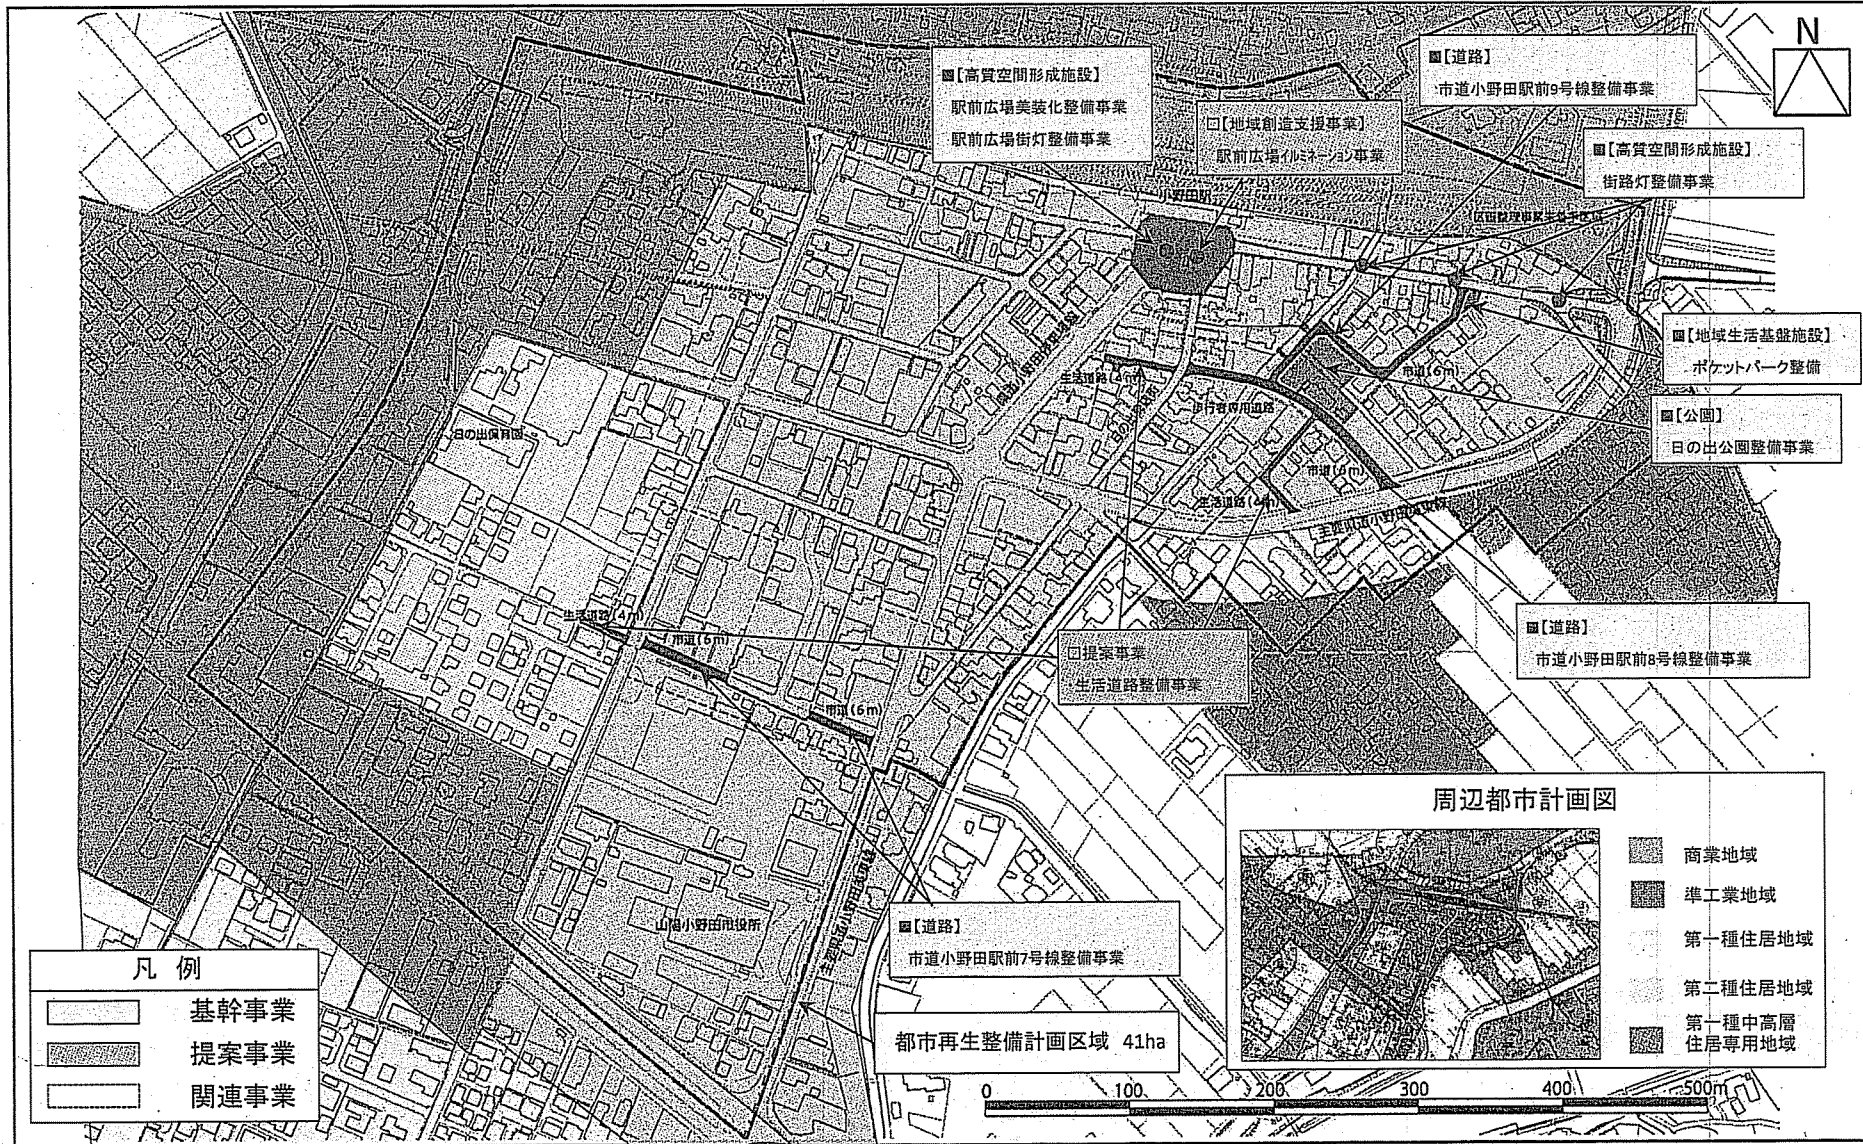 N
■【高質空間形成施設】
駅前広場美装化整備事業
駅前広場街灯整備事業
□【地域創造支援事業】
駅前広場イルミネーション事業
■【道路】
市道小野田駅前9号線整備事業
■【高質空間形成施設】
街路灯整備事業
小野田駅
■【地域生活基盤施設】
ポケットパーク整備
■【公園】
日の出公園整備事業
生活道路(4m)
市道(6m)
歩行者専用道路
日の出保育園
市道(6m)
生活道路(4m)
■【道路】
市道小野田駅前8号線整備事業
生活道路(4m)
市道(6m)
市道(6m)
□提案事業
生活道路整備事業
山陽小野田市役所
■【道路】
市道小野田駅前7号線整備事業
都市再生整備計画区域 41ha
凡 例
基幹事業
提案事業
関連事業
周辺都市計画図
商業地域
準工業地域
第一種住居地域
第二種住居地域
第一種中高層
住居専用地域
0 100 200 300 400 500m